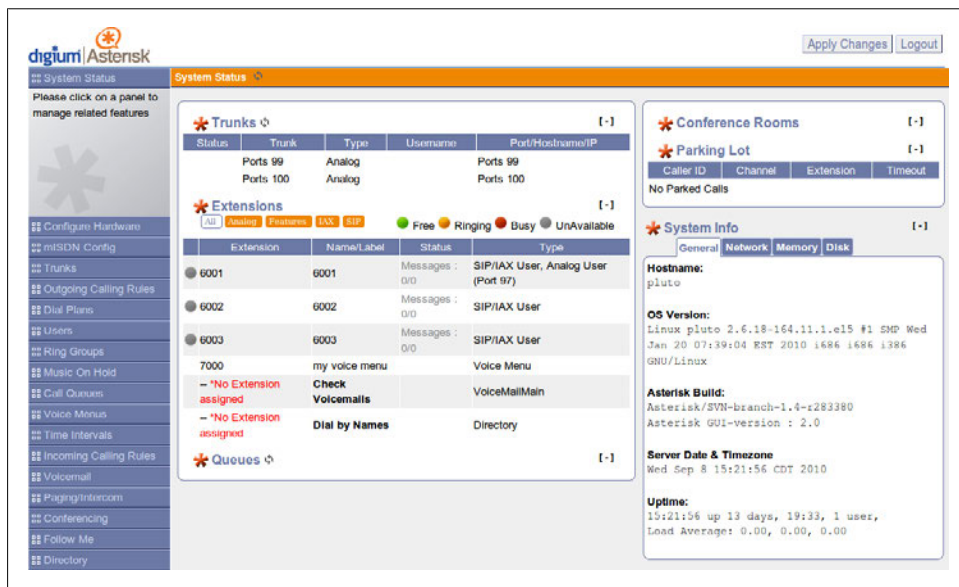 digium Asterisk
Apply Changes Logout
System Status
Please click on a panel to
manage related features
Configure Hardware
mISDN Config
Trunks
Outgoing Calling Rules
Dial Plans
Users
Ring Groups
Music On Hold
Call Queues
Voice Menus
Time Intervals
Incoming Calling Rules
Voicemail
Paging/Intercom
Conferencing
Follow Me
Directory
System Status
Trunks [-]
Status Trunk Type Username Port/Hostname/IP
Ports 99 Analog Ports 99
Ports 100 Analog Ports 100
Extensions [-]
All Analog Features IAX SIP Free Ringing Busy UnAvailable
Extension Name/Label Status Type
6001 6001 Messages : 0/0 SIP/IAX User, Analog User (Port 97)
6002 6002 Messages : 0/0 SIP/IAX User
6003 6003 Messages : 0/0 SIP/IAX User
7000 my voice menu Voice Menu
-- *No Extension assigned Check Voicemails VoiceMailMain
-- *No Extension assigned Dial by Names Directory
Queues [-]
Conference Rooms [-]
Parking Lot [-]
Caller ID Channel Extension Timeout
No Parked Calls
System Info [-]
General Network Memory Disk
Hostname:
pluto
OS Version:
Linux pluto 2.6.18-164.11.1.el5 #1 SMP Wed
Jan 20 07:39:04 EST 2010 i686 i686 i386
GNU/Linux
Asterisk Build:
Asterisk/SVN-branch-1.4-r283380
Asterisk GUI-version : 2.0
Server Date & Timezone
Wed Sep 8 15:21:56 CDT 2010
Uptime:
15:21:56 up 13 days, 19:33, 1 user,
Load Average: 0.00, 0.00, 0.00